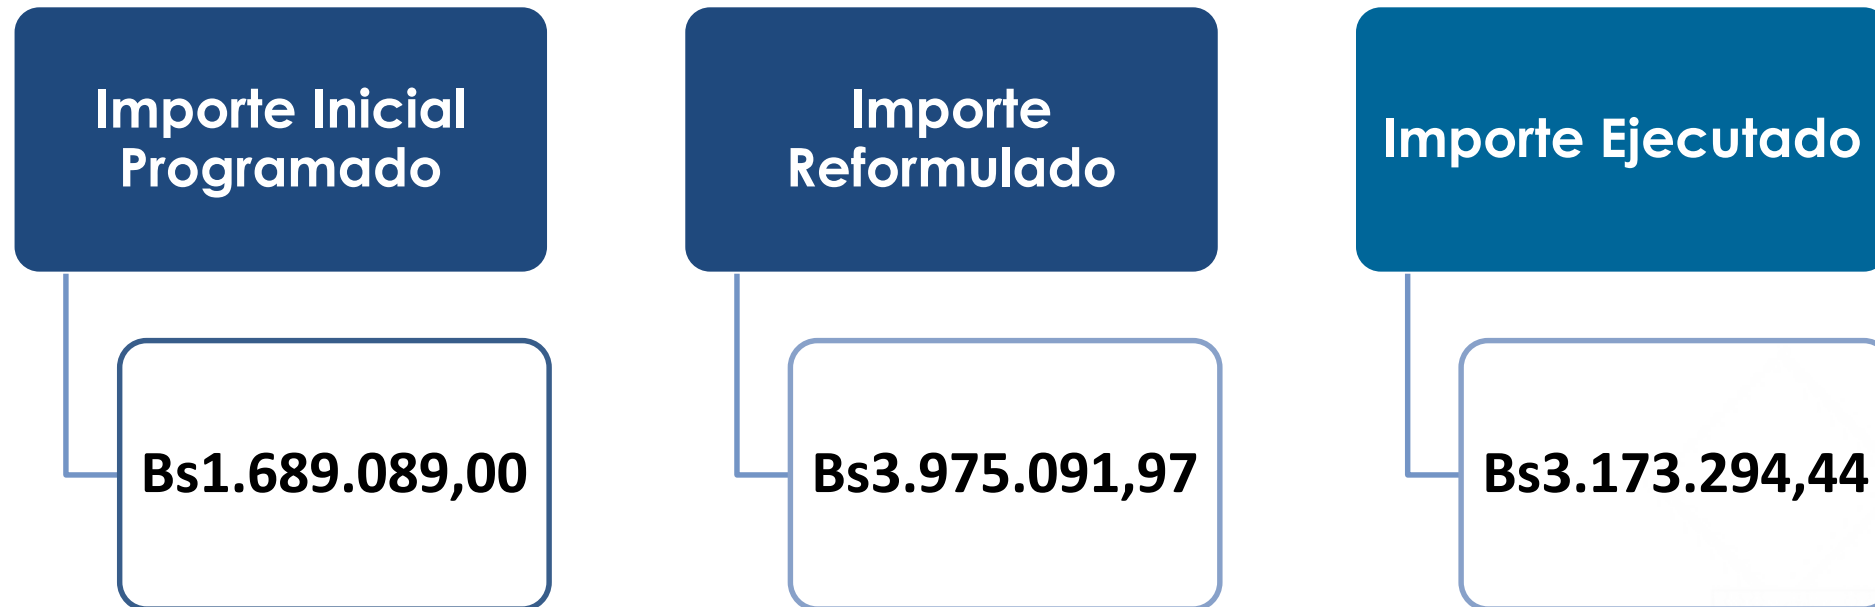 Importe Inicial
Programado
Bs1.689.089,00
Importe
Reformulado
Bs3.975.091,97
Importe Ejecutado
Bs3.173.294,44